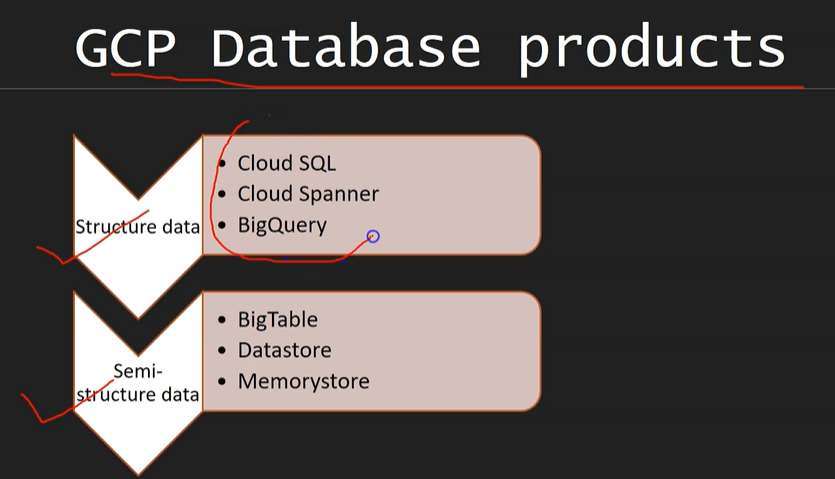 GCP Database products
Structure data
• Cloud SQL
• Cloud Spanner
• BigQuery
Semi-
structure data
• BigTable
• Datastore
• Memorystore